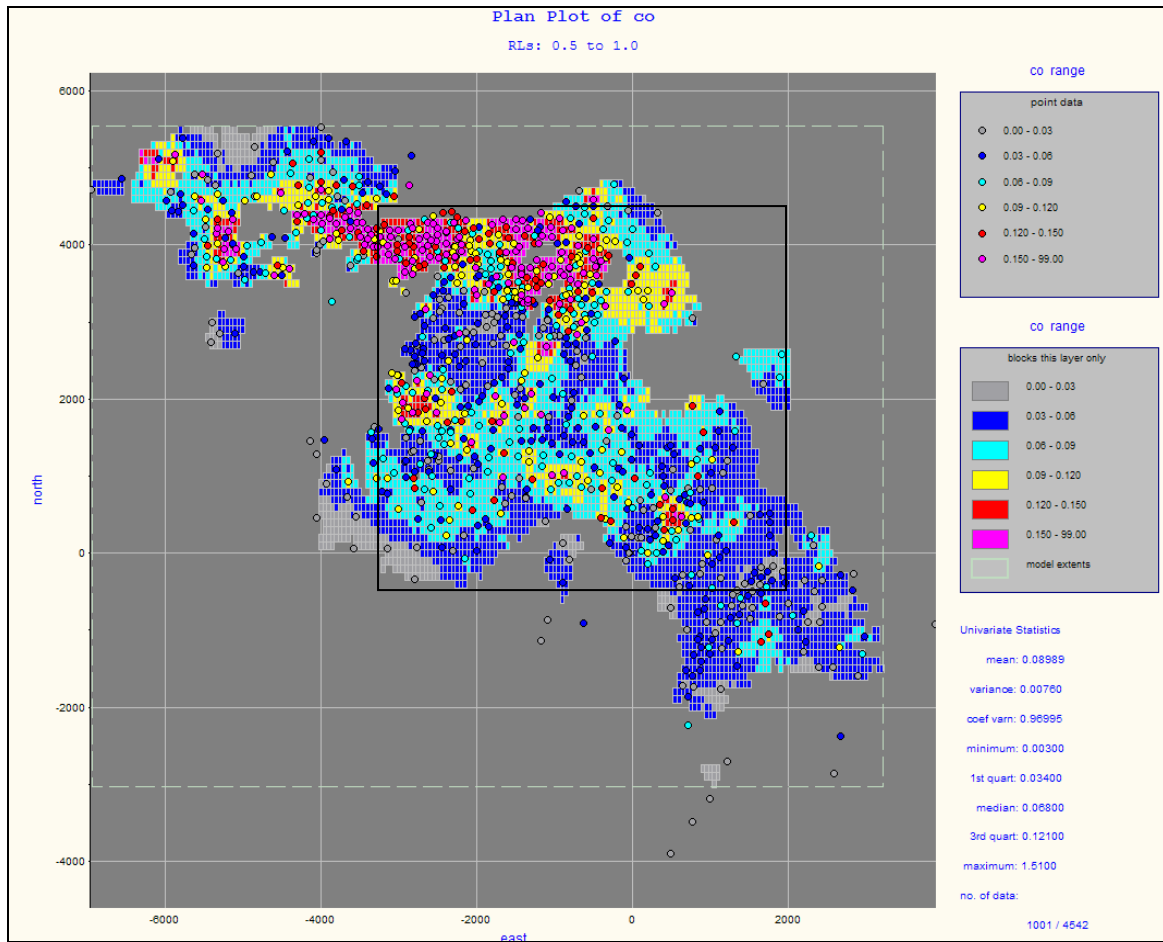 Plan Plot of co
RLs: 0.5 to 1.0
co range
point data
0.00 - 0.03
0.03 - 0.06
0.06 - 0.09
0.09 - 0.120
0.120 - 0.150
0.150 - 99.00
co range
blocks this layer only
0.00 - 0.03
0.03 - 0.06
0.06 - 0.09
0.09 - 0.120
0.120 - 0.150
0.150 - 99.00
model extents
Univariate Statistics
mean: 0.08989
variance: 0.00760
coef varn: 0.96995
minimum: 0.00300
1st quart: 0.03400
median: 0.06800
3rd quart: 0.12100
maximum: 1.5100
no. of data:
1001 / 4542
north
6000
4000
2000
0
-2000
-4000
-6000
-4000
-2000
0
2000
east